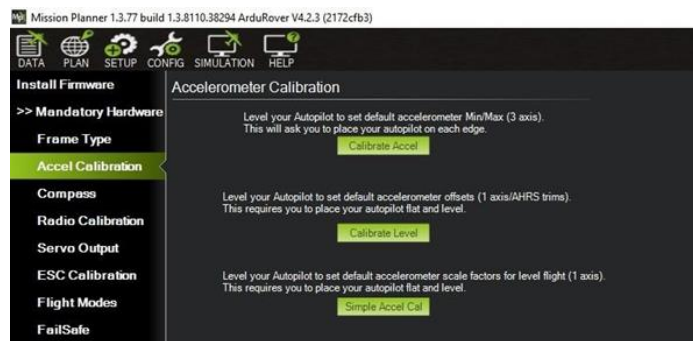 Mission Planner 1.3.77 build 1.3.8110.38294 ArduRover V4.2.3 (2172cfb3)
DATA PLAN SETUP CONFIG SIMULATION HELP
Install Firmware
>> Mandatory Hardware
Frame Type
Accel Calibration
Compass
Radio Calibration
Servo Output
ESC Calibration
Flight Modes
FailSafe
Accelerometer Calibration
Level your Autopilot to set default accelerometer Min/Max (3 axis).
This will ask you to place your autopilot on each edge.
Calibrate Accel
Level your Autopilot to set default accelerometer offsets (1 axis/AHRS trims).
This requires you to place your autopilot flat and level.
Calibrate Level
Level your Autopilot to set default accelerometer scale factors for level flight (1 axis).
This requires you to place your autopilot flat and level.
Simple Accel Cal